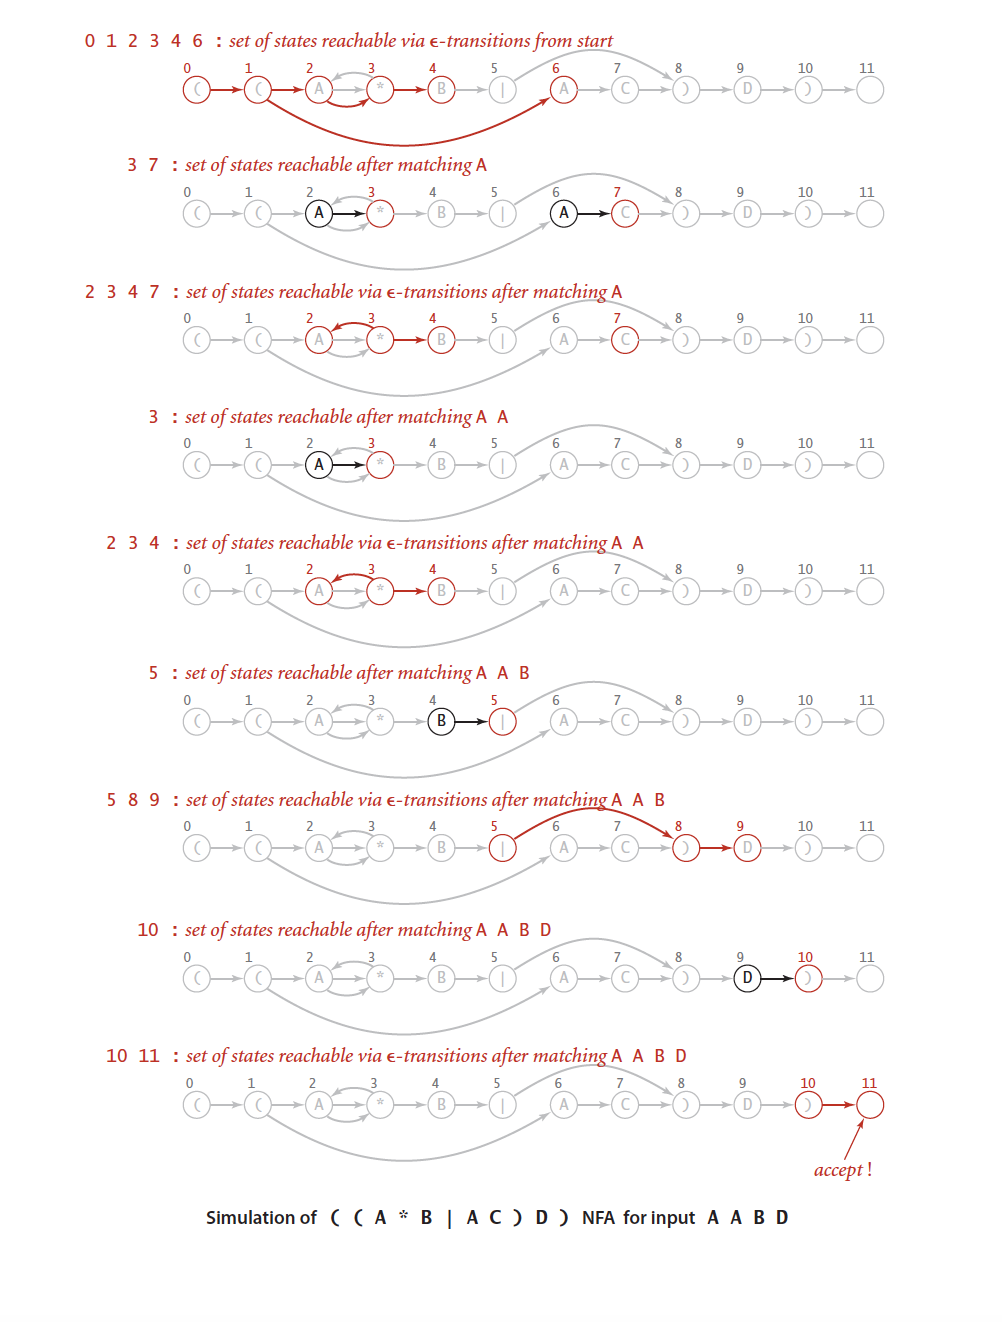 0 1 2 3 4 6 : set of states reachable via ϵ-transitions from start
0 1 2 3 4 5 6 7 8 9 10 11
( ( A * B | A C ) D )
3 7 : set of states reachable after matching A
0 1 2 3 4 5 6 7 8 9 10 11
( ( A * B | A C ) D )
2 3 4 7 : set of states reachable via ϵ-transitions after matching A
0 1 2 3 4 5 6 7 8 9 10 11
( ( A * B | A C ) D )
3 : set of states reachable after matching A A
0 1 2 3 4 5 6 7 8 9 10 11
( ( A * B | A C ) D )
2 3 4 : set of states reachable via ϵ-transitions after matching A A
0 1 2 3 4 5 6 7 8 9 10 11
( ( A * B | A C ) D )
5 : set of states reachable after matching A A B
0 1 2 3 4 5 6 7 8 9 10 11
( ( A * B | A C ) D )
5 8 9 : set of states reachable via ϵ-transitions after matching A A B
0 1 2 3 4 5 6 7 8 9 10 11
( ( A * B | A C ) D )
10 : set of states reachable after matching A A B D
0 1 2 3 4 5 6 7 8 9 10 11
( ( A * B | A C ) D )
10 11 : set of states reachable via ϵ-transitions after matching A A B D
0 1 2 3 4 5 6 7 8 9 10 11
( ( A * B | A C ) D )
accept !
Simulation of ( ( A * B | A C ) D ) NFA for input A A B D